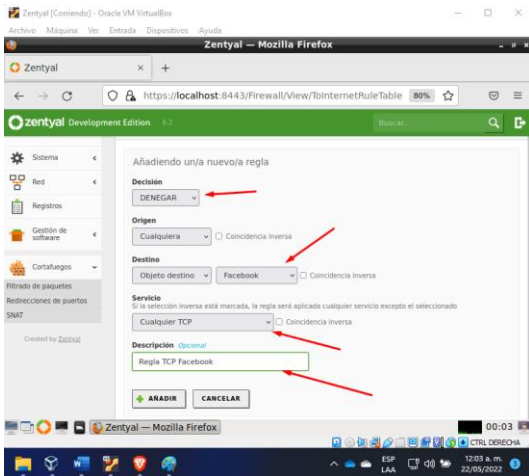 Zentyal [Corriendo] - Oracle VM VirtualBox
Archivo Máquina Ver Entrada Dispositivos Ayuda
Zentyal — Mozilla Firefox
Zentyal
https://localhost:8443/Firewall/View/ToInternetRuleTable 80%
zentyal Development Edition 6.2 Buscar...
Sistema
Red
Registros
Gestión de software
Cortafuegos
Filtrado de paquetes
Redirecciones de puertos
SNAT
Created by Zentyal
Añadiendo un/a nuevo/a regla
Decisión
DENEGAR
Origen
Cualquiera Coincidencia inversa
Destino
Objeto destino Facebook Coincidencia inversa
Servicio
Si la selección inversa está marcada, la regla será aplicada cualquier servicio excepto el seleccionado
Cualquier TCP Coincidencia inversa
Descripción Opcional
Regla TCP Facebook
AÑADIR CANCELAR
Zentyal — Mozilla Firefox 00:03
CTRL DERECHA
ESP
LAA
12:03 a. m.
22/05/2022